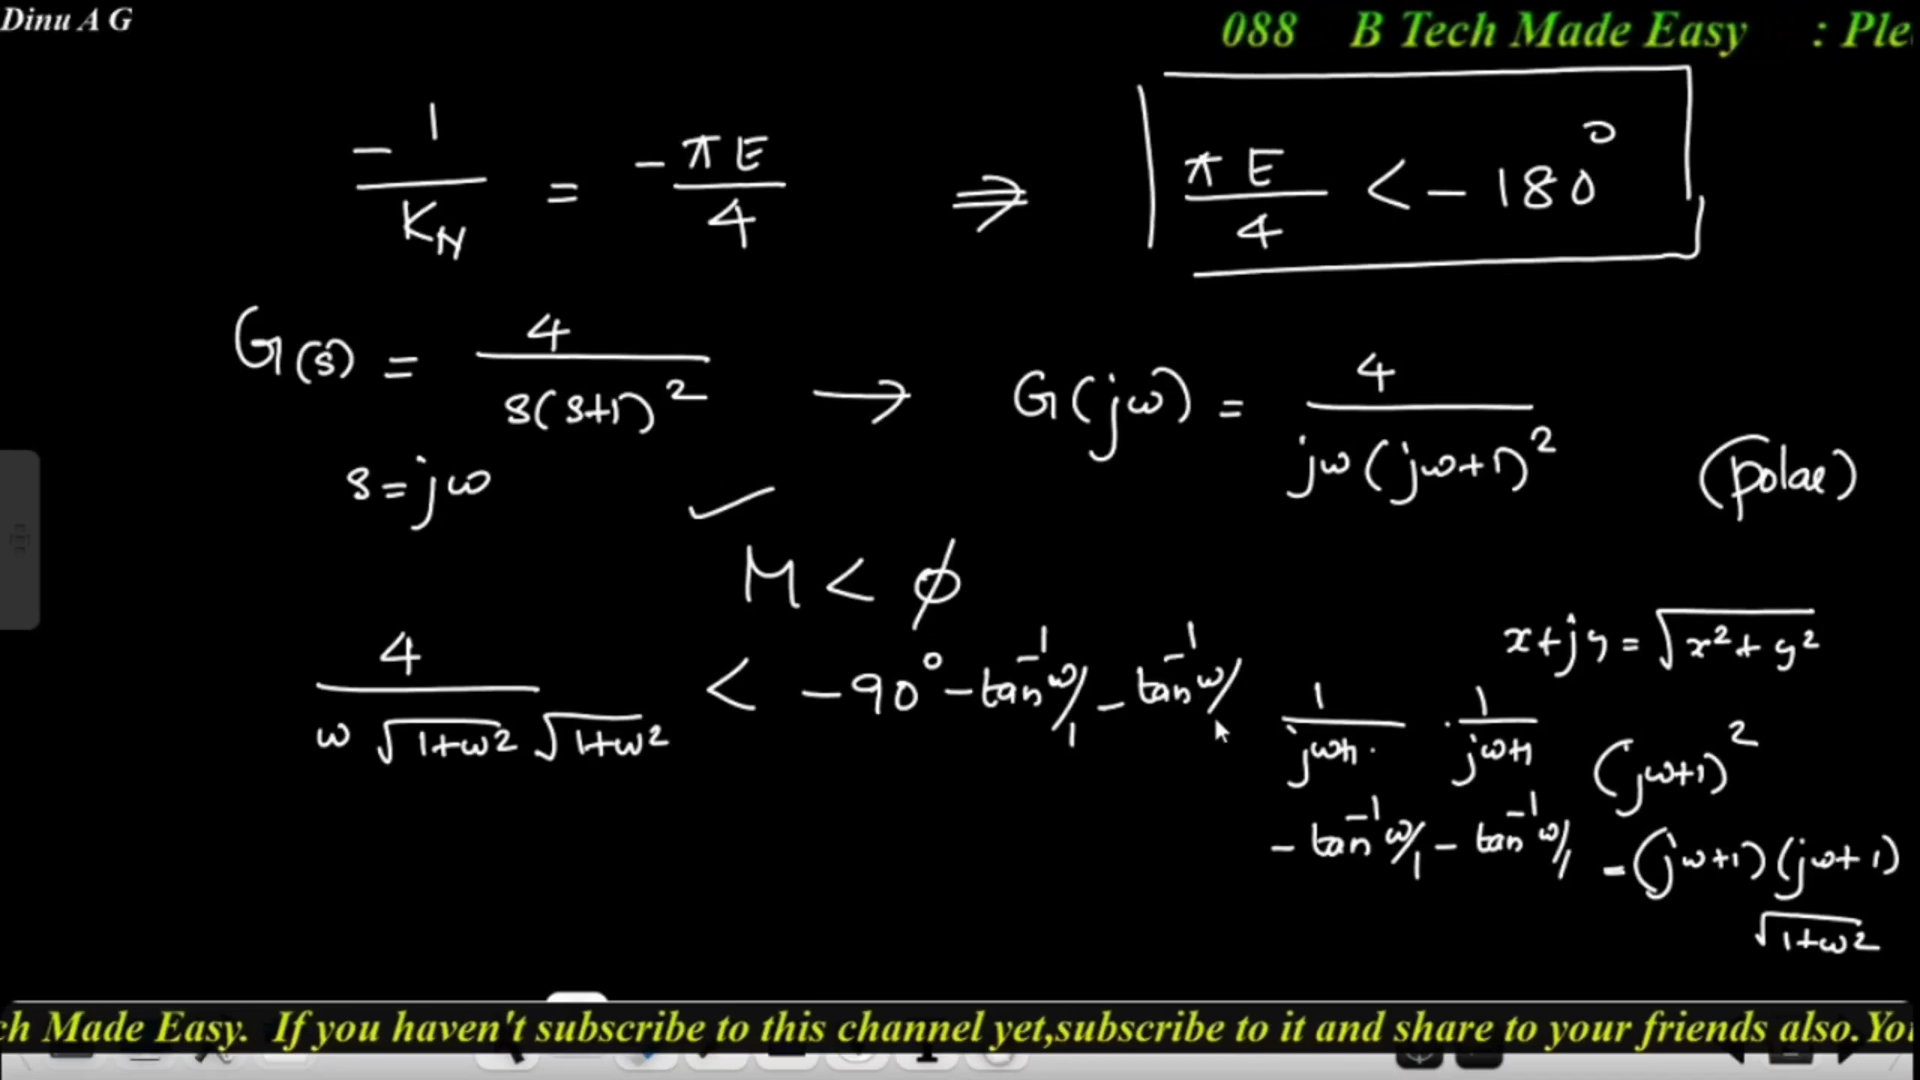 Dinu A G
088 B Tech Made Easy : Ple
-1/K_N = -πE/4 ⇒ πE/4 < -180°
G(s) = 4/s(s+1)² → G(jω) = 4/jω(jω+1)² (polar)
s=jω
M < φ
x+jy = √x²+y²
4/ω√1+ω²√1+ω² < -90° - tan⁻¹ω/1 - tan⁻¹ω/
1/jω+1 · 1/jω+1 (jω+1)²
- tan⁻¹ω/1 - tan⁻¹ω/1 = (jω+1)(jω+1)
√1+ω²
ch Made Easy. If you haven't subscribe to this channel yet,subscribe to it and share to your friends also.You